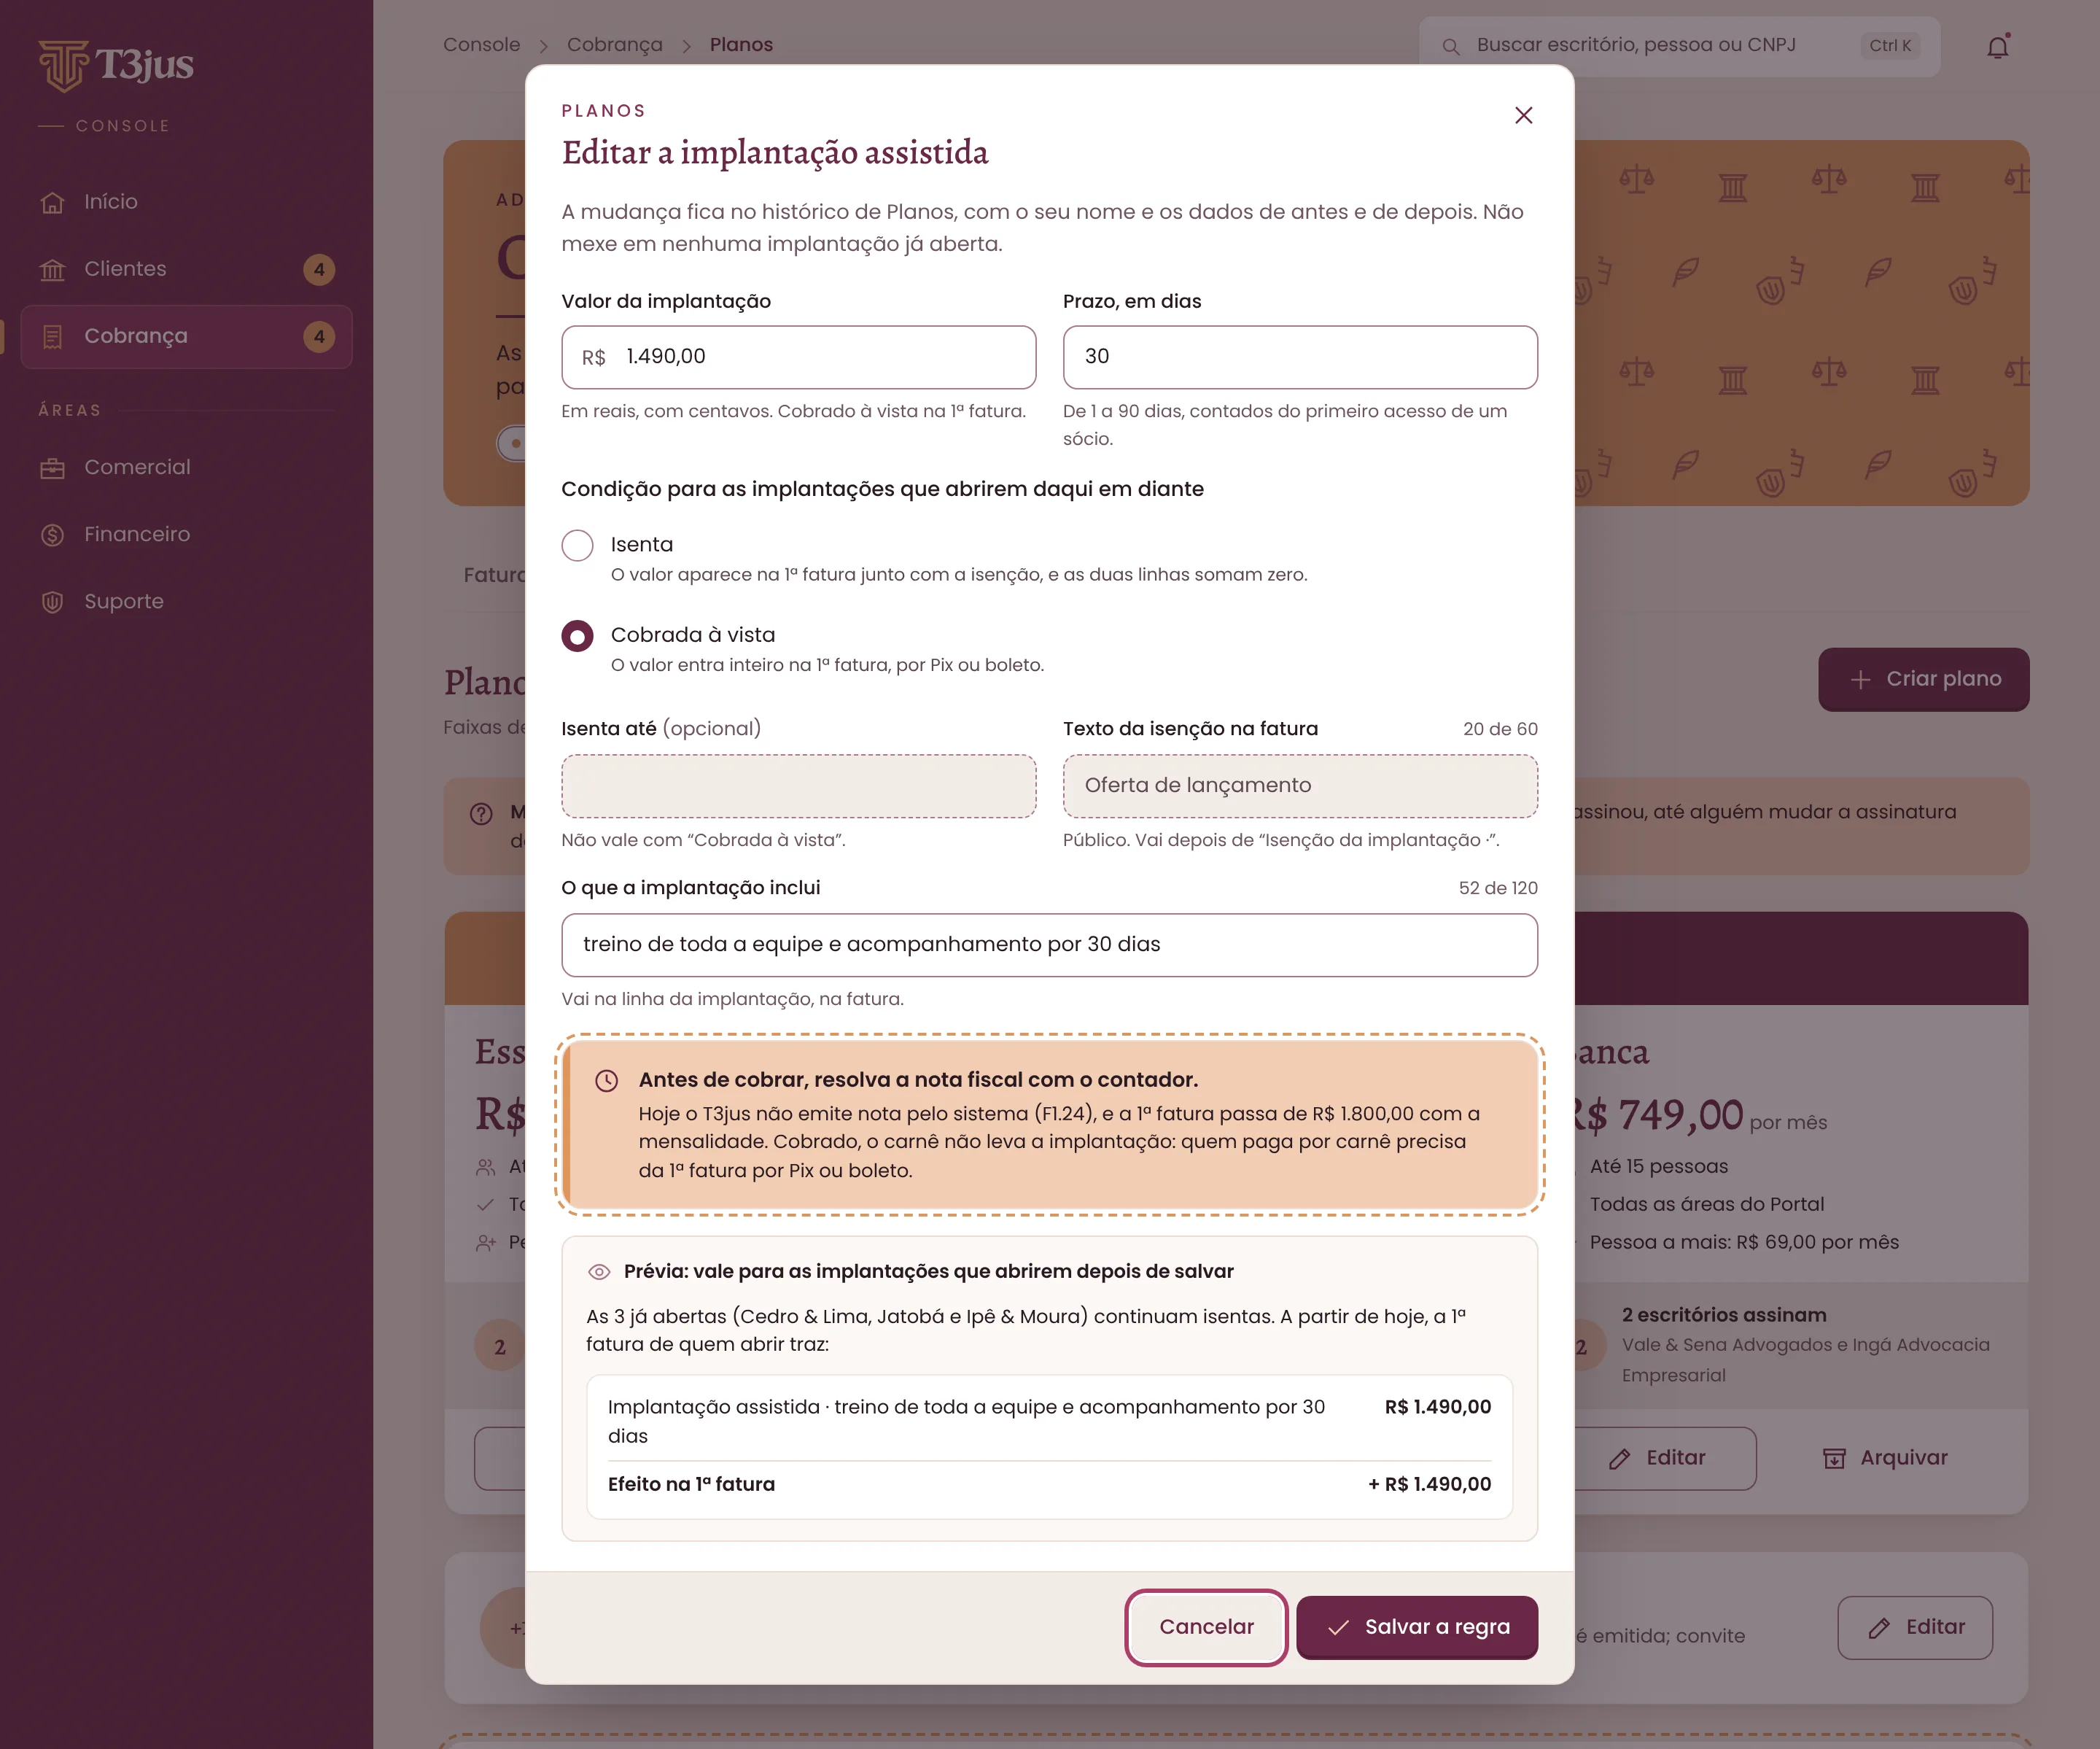 T3jus
CONSOLE
Início
Clientes
4
Cobrança
4
ÁREAS
Comercial
Financeiro
Suporte
Console
Cobrança
Planos
Buscar escritório, pessoa ou CNPJ
Ctrl K
Criar plano
assinou, até alguém mudar a assinatura
R$
2
R$ 749,00 por mês
Até 15 pessoas
Todas as áreas do Portal
Pessoa a mais: R$ 69,00 por mês
2
2 escritórios assinam
Vale & Sena Advogados e Ingá Advocacia
Empresarial
Editar
Arquivar
é emitida; convite
Editar
PLANOS
Editar a implantação assistida
A mudança fica no histórico de Planos, com o seu nome e os dados de antes e de depois. Não
mexe em nenhuma implantação já aberta.
Valor da implantação
R$ 1.490,00
Em reais, com centavos. Cobrado à vista na 1ª fatura.
Prazo, em dias
30
De 1 a 90 dias, contados do primeiro acesso de um
sócio.
Condição para as implantações que abrirem daqui em diante
Isenta
O valor aparece na 1ª fatura junto com a isenção, e as duas linhas somam zero.
Cobrada à vista
O valor entra inteiro na 1ª fatura, por Pix ou boleto.
Isenta até (opcional)
Não vale com “Cobrada à vista”.
Texto da isenção na fatura
20 de 60
Oferta de lançamento
Público. Vai depois de “Isenção da implantação ·”.
O que a implantação inclui
52 de 120
treino de toda a equipe e acompanhamento por 30 dias
Vai na linha da implantação, na fatura.
Antes de cobrar, resolva a nota fiscal com o contador.
Hoje o T3jus não emite nota pelo sistema (F1.24), e a 1ª fatura passa de R$ 1.800,00 com a
mensalidade. Cobrado, o carnê não leva a implantação: quem paga por carnê precisa
da 1ª fatura por Pix ou boleto.
Prévia: vale para as implantações que abrirem depois de salvar
As 3 já abertas (Cedro & Lima, Jatobá e Ipê & Moura) continuam isentas. A partir de hoje, a 1ª
fatura de quem abrir traz:
Implantação assistida · treino de toda a equipe e acompanhamento por 30
dias
R$ 1.490,00
Efeito na 1ª fatura
+ R$ 1.490,00
Cancelar
Salvar a regra